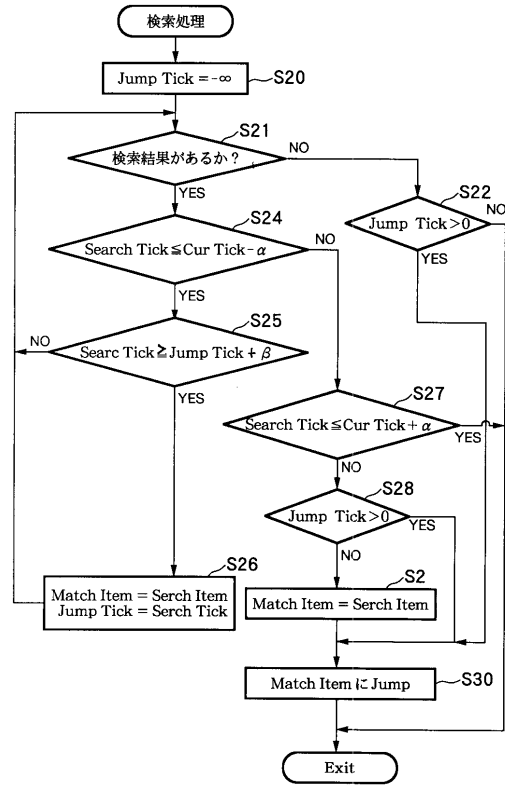 検索処理
Jump Tick = -∞
S20
S21
検索結果があるか？
NO
YES
S22
Jump Tick>0
NO
YES
S24
Search Tick≦Cur Tick-α
NO
YES
S25
Searc Tick≧Jump Tick + β
NO
YES
S27
Search Tick≦Cur Tick + α
YES
NO
S28
Jump Tick>0
YES
NO
S26
Match Item = Serch Item
Jump Tick = Serch Tick
S2
Match Item = Serch Item
Match Item に Jump
S30
Exit